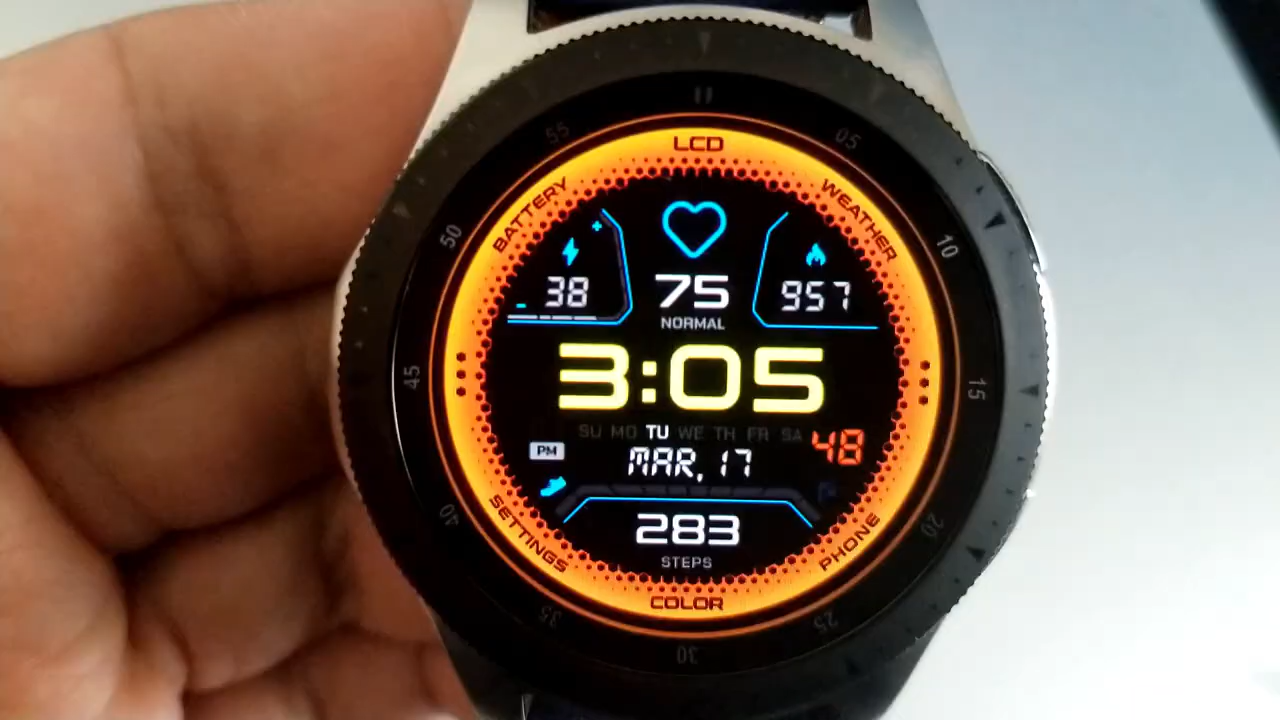 55
05
LCD
BATTERY
WEATHER
50
10
38
75
957
NORMAL
3:05
45
15
SU MO TU WE TH FR SA
48
PM
MAR, 17
283
STEPS
40
20
SETTINGS
PHONE
COLOR
35
25
30